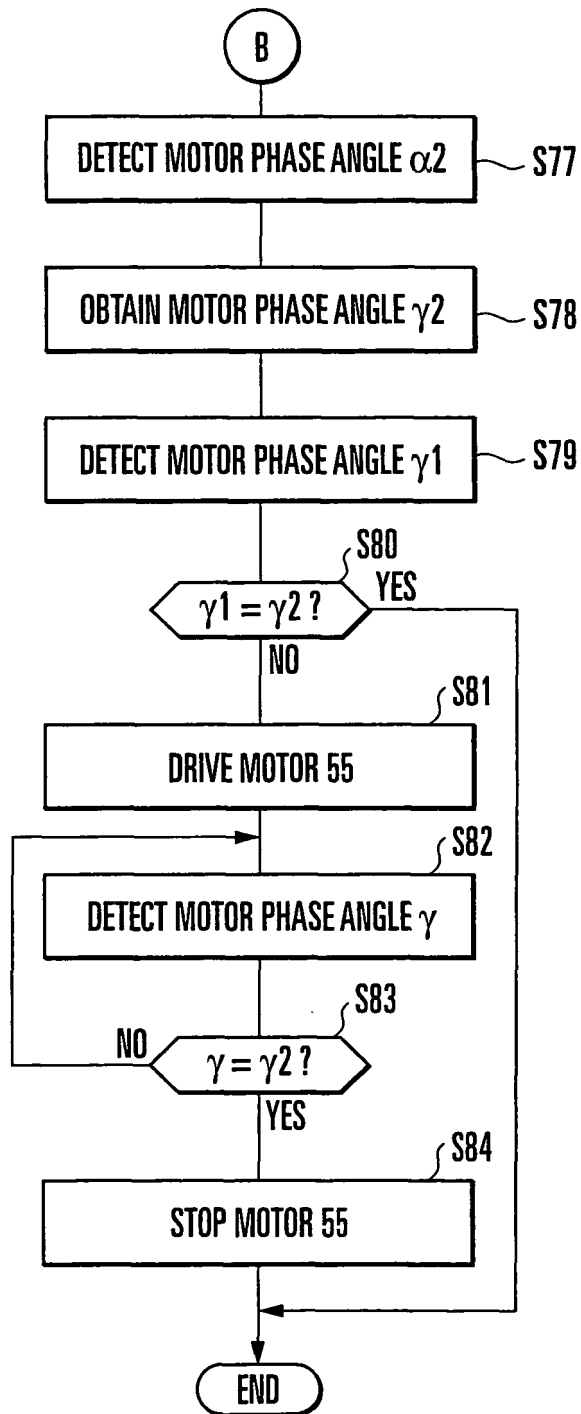 B
DETECT MOTOR PHASE ANGLE α2
S77
OBTAIN MOTOR PHASE ANGLE γ2
S78
DETECT MOTOR PHASE ANGLE γ1
S79
S80
γ1 = γ2 ?
YES
NO
S81
DRIVE MOTOR 55
S82
DETECT MOTOR PHASE ANGLE γ
S83
NO
γ = γ2 ?
YES
S84
STOP MOTOR 55
END